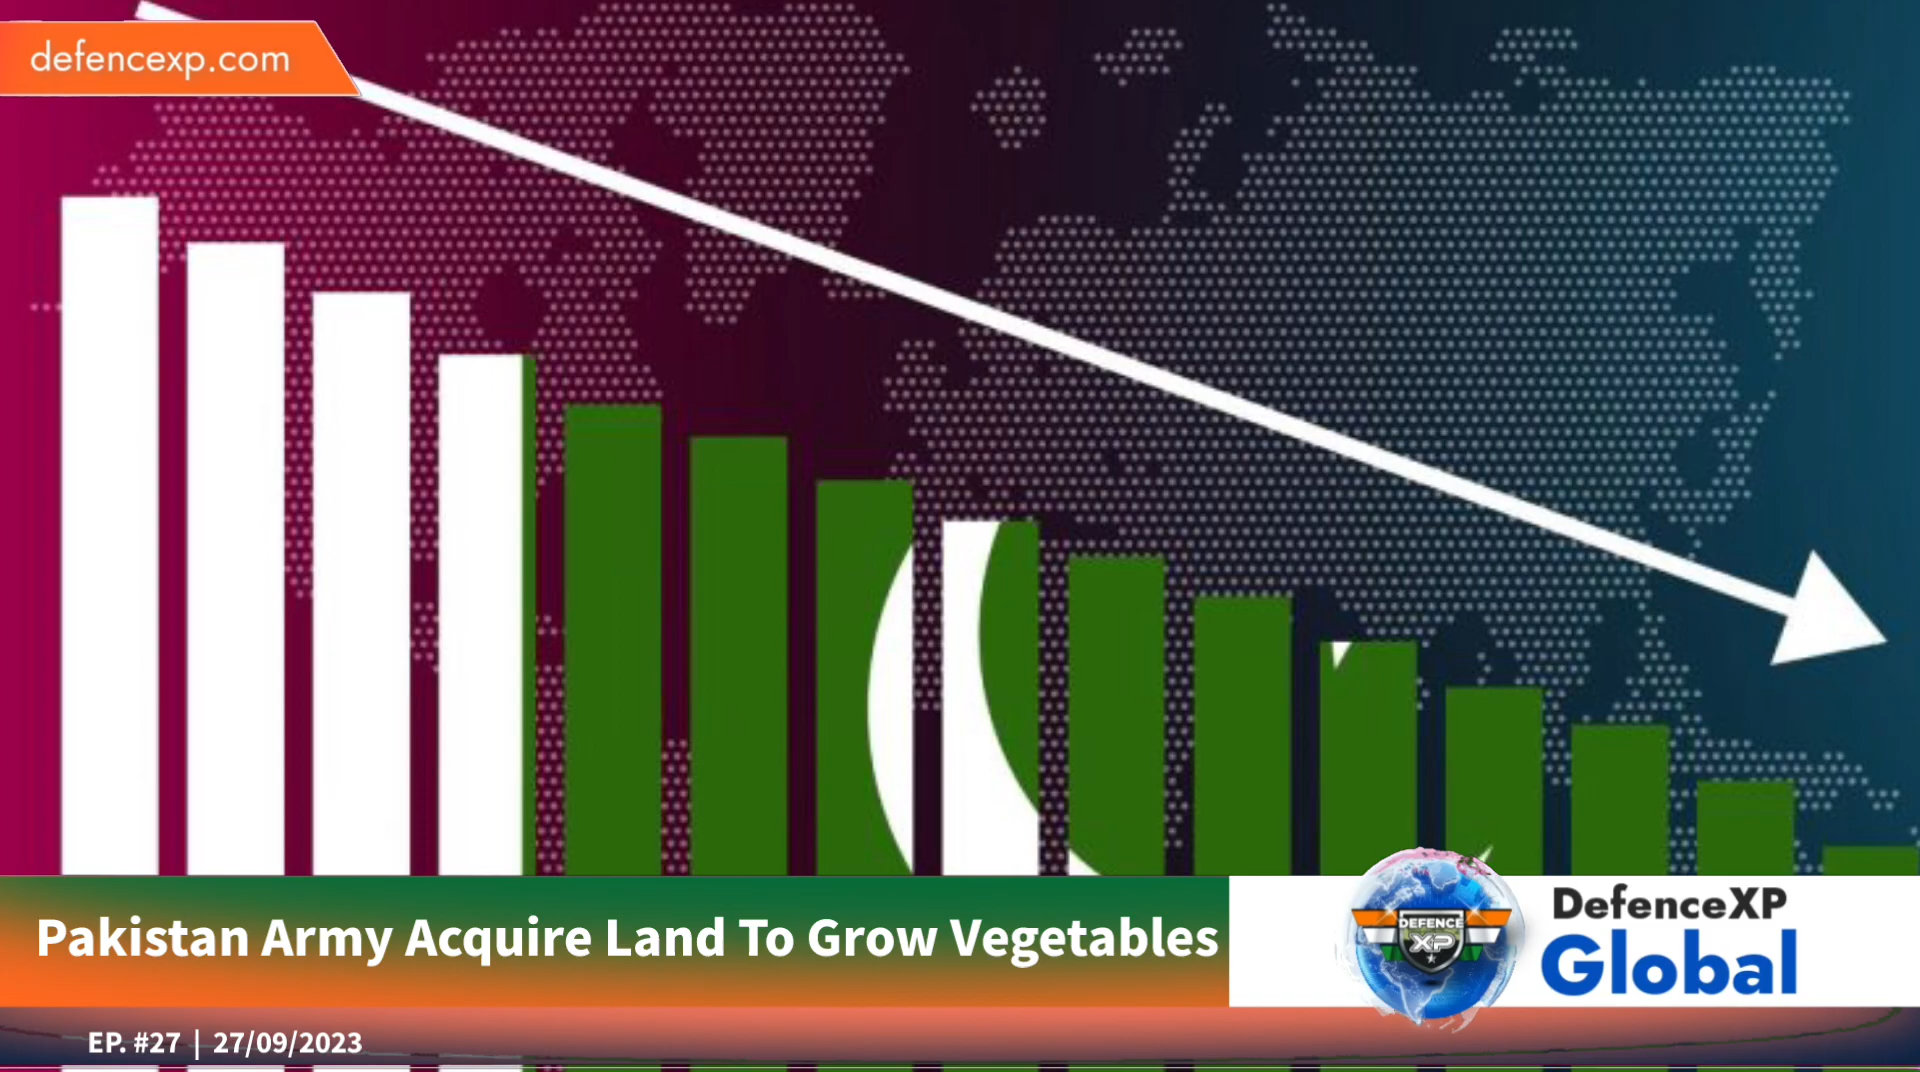 defencexp.com
Pakistan Army Acquire Land To Grow Vegetables
DEFENCE
XP
DefenceXP
Global
EP. #27 | 27/09/2023